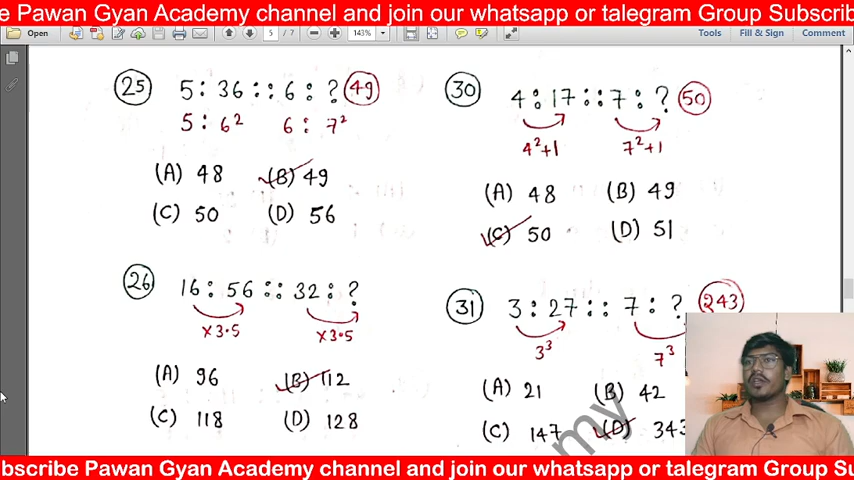 e Pawan Gyan Academy channel and join our whatsapp or talegram Group Subscrib
Open 5 / 7 143% Tools Fill & Sign Comment
25 5 : 36 :: 6 : ? 49
5 : 6² 6 : 7²
(A) 48 (B) 49
(C) 50 (D) 56
26 16 : 56 :: 32 : ?
×3.5 ×3.5
(A) 96 (B) 112
(C) 118 (D) 128
30 4 : 17 :: 7 : ? 50
4²+1 7²+1
(A) 48 (B) 49
(C) 50 (D) 51
31 3 : 27 :: 7 : ? 243
3³ 7³
(A) 21 (B) 42
(C) 147 (D) 343
my
bscribe Pawan Gyan Academy channel and join our whatsapp or talegram Group Su